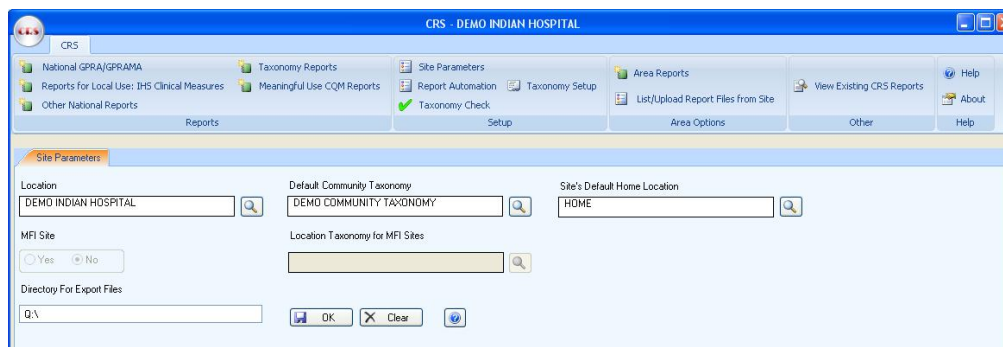 CRS - DEMO INDIAN HOSPITAL
CRS
CRS
National GPRA/GPRAMA
Reports for Local Use: IHS Clinical Measures
Other National Reports
Taxonomy Reports
Meaningful Use CQM Reports
Reports
Site Parameters
Report Automation
Taxonomy Setup
Taxonomy Check
Setup
Area Reports
List/Upload Report Files from Site
Area Options
View Existing CRS Reports
Other
Help
About
Help
Site Parameters
Location
Default Community Taxonomy
Site's Default Home Location
DEMO INDIAN HOSPITAL
DEMO COMMUNITY TAXONOMY
HOME
MFI Site
Location Taxonomy for MFI Sites
Yes No
Directory For Export Files
Q:\
OK
Clear